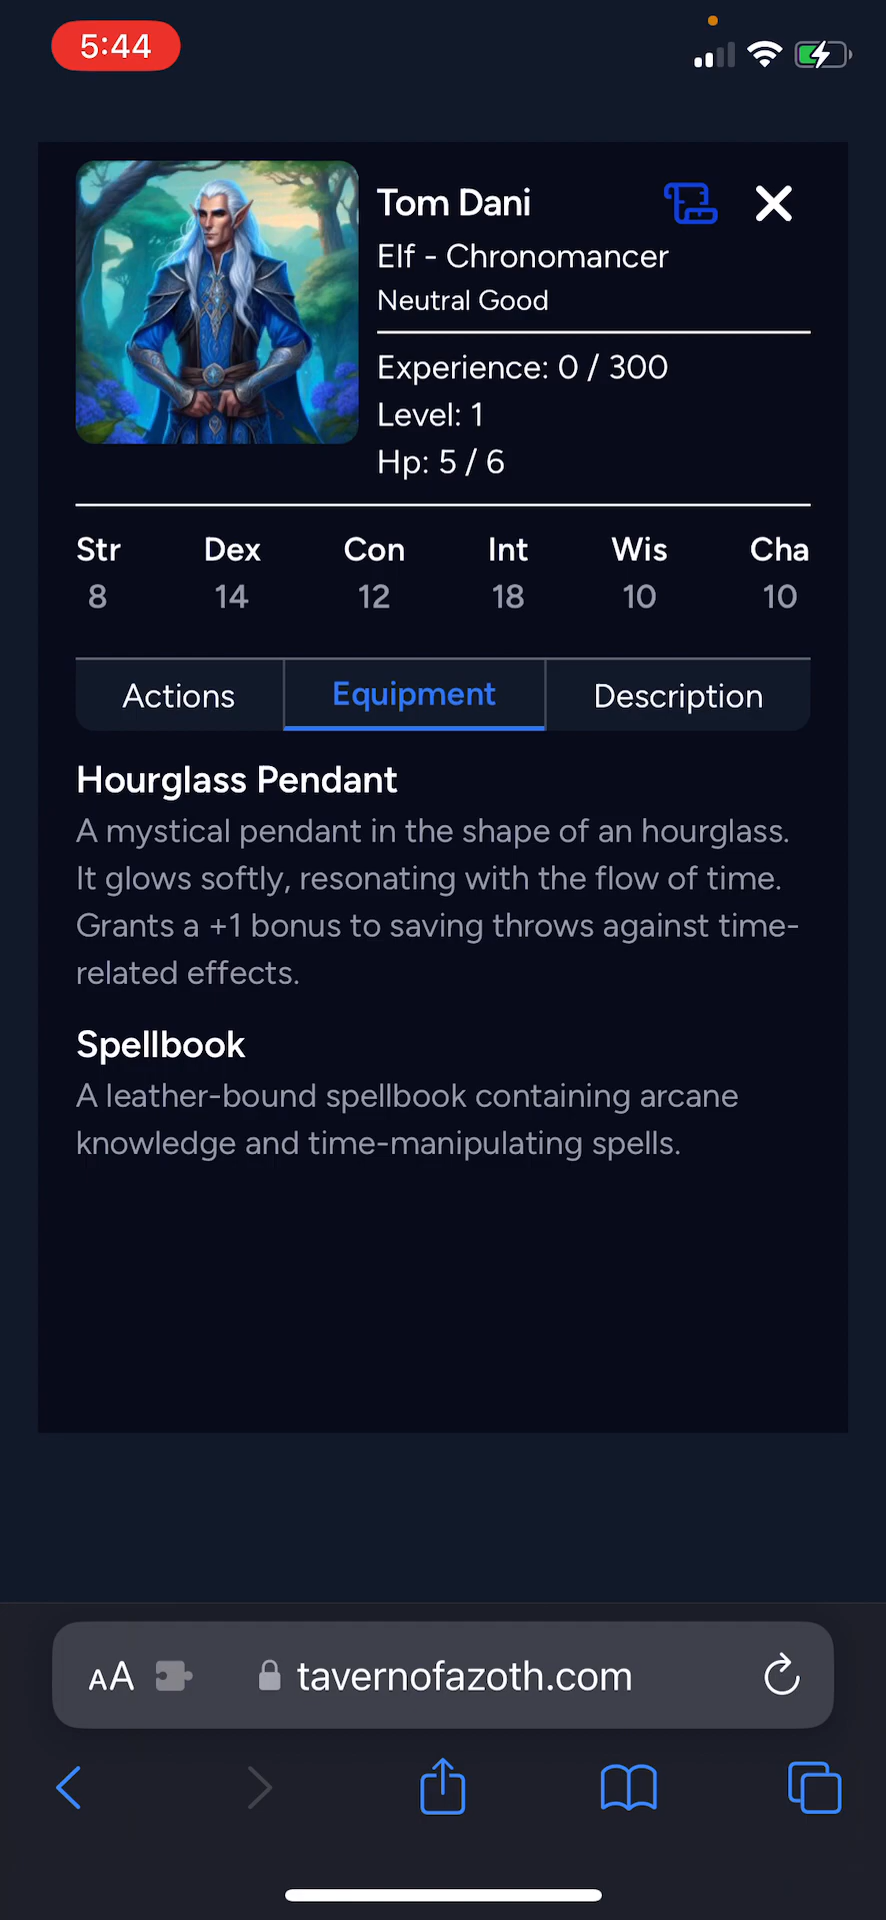 5:44
Tom Dani
Elf - Chronomancer
Neutral Good
Experience: 0 / 300
Level: 1
Hp: 5 / 6
Str Dex Con Int Wis Cha
8 14 12 18 10 10
Actions Equipment Description
Hourglass Pendant
A mystical pendant in the shape of an hourglass.
It glows softly, resonating with the flow of time.
Grants a +1 bonus to saving throws against time-
related effects.
Spellbook
A leather-bound spellbook containing arcane
knowledge and time-manipulating spells.
AA tavernofazoth.com